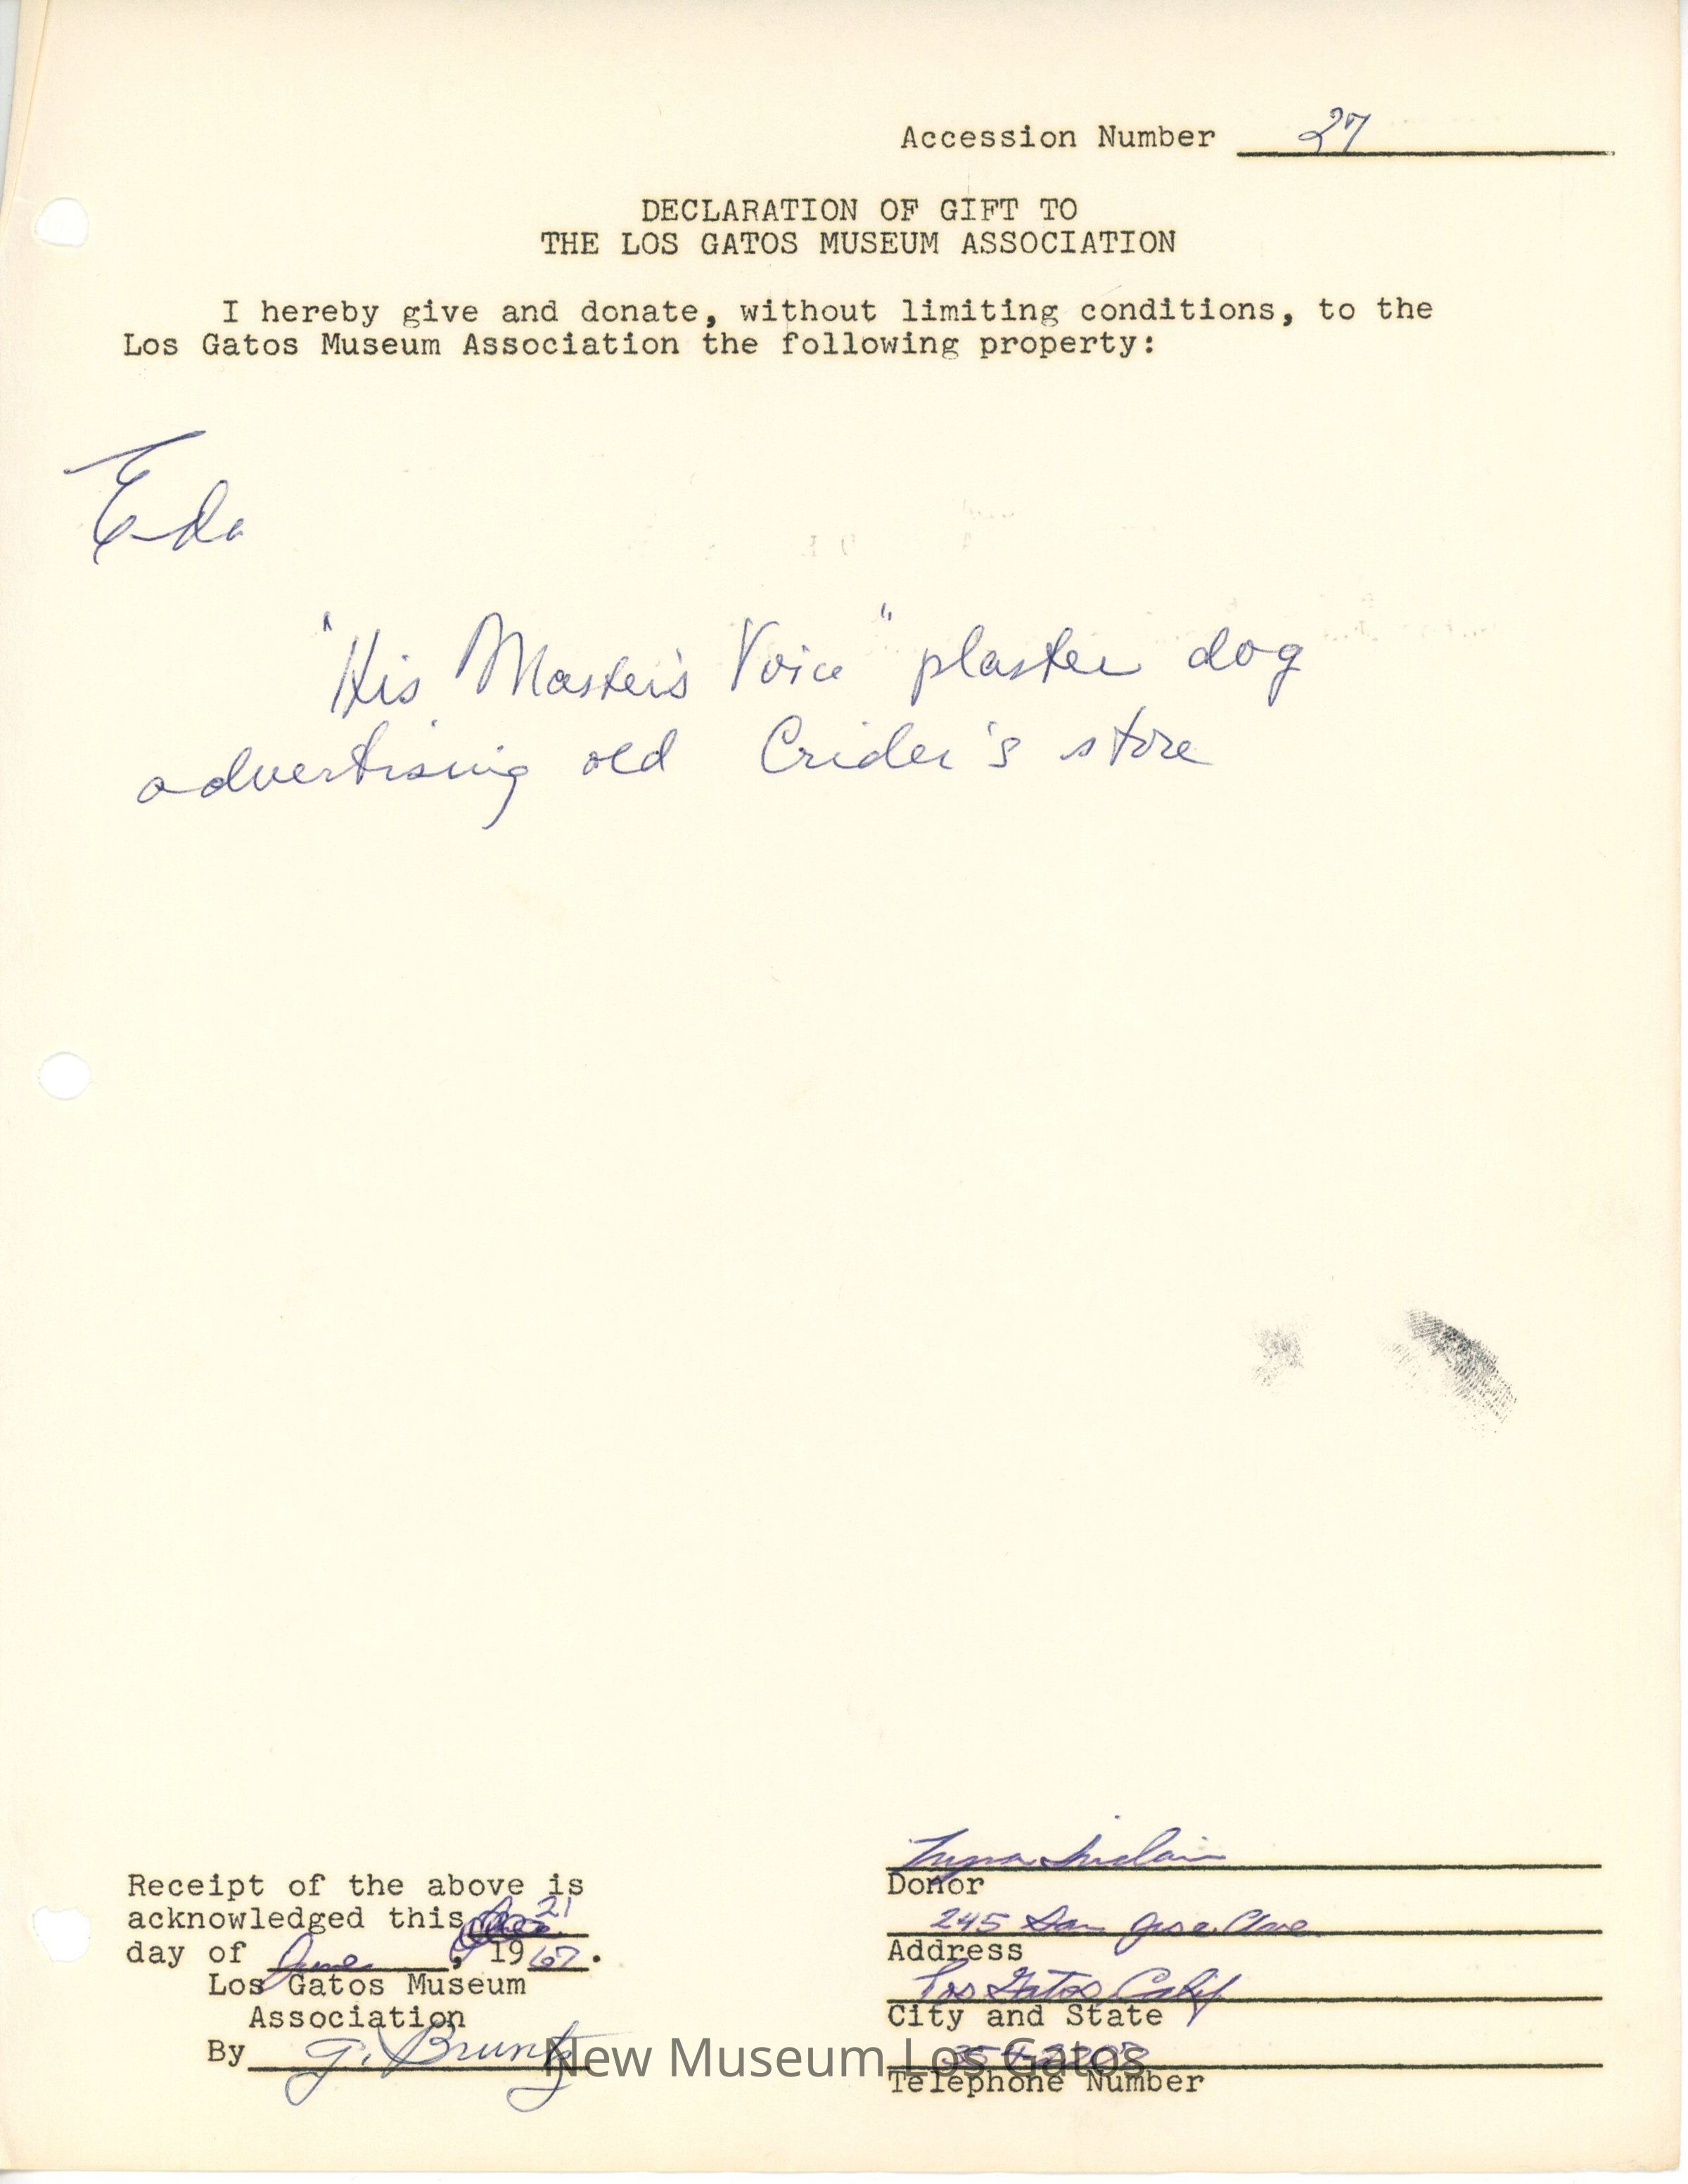 Accession Number 27
DECLARATION OF GIFT TO
THE LOS GATOS MUSEUM ASSOCIATION
I hereby give and donate, without limiting conditions, to the
Los Gatos Museum Association the following property:
"His Master's Voice" plaster dog
advertising old Crider's store
Receipt of the above is
acknowledged this 21
day of June, 1967.
Los Gatos Museum
Association
By G. Bruntz
Sinclair
Donor
245 San Jose Ave.
Address
Los Gatos Calif
City and State
Telephone Number
New Museum Los Gatos